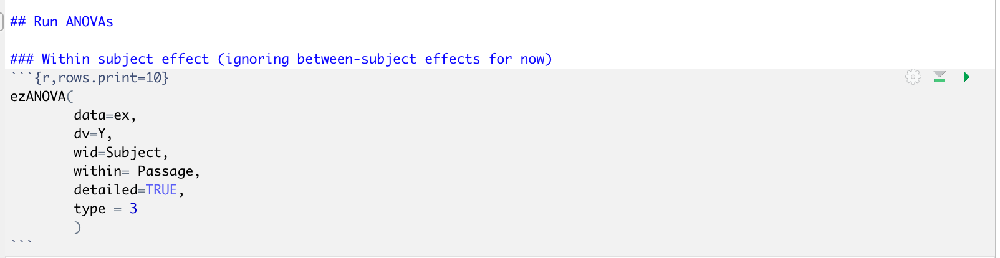 ## Run ANOVAs
### Within subject effect (ignoring between-subject effects for now)
```{r,rows.print=10}
ezANOVA(
data=ex,
dv=Y,
wid=Subject,
within= Passage,
detailed=TRUE,
type = 3
)
```